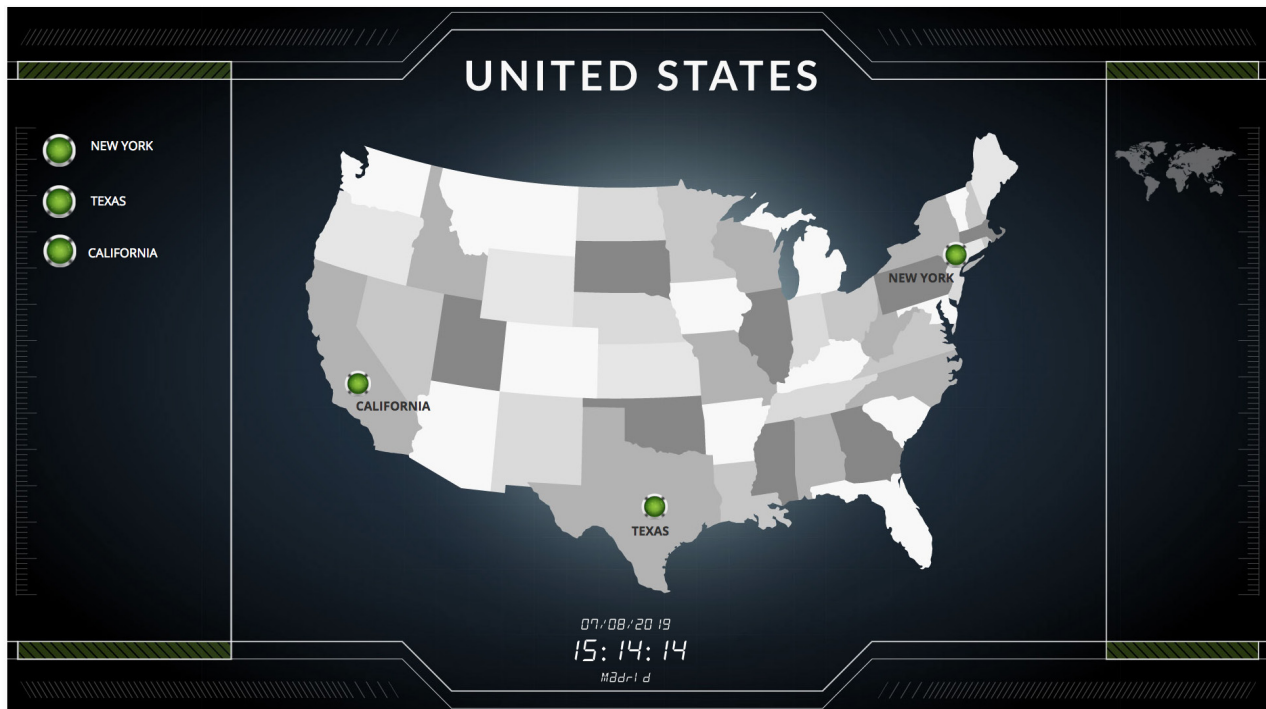 UNITED STATES
NEW YORK
TEXAS
CALIFORNIA
NEW YORK
CALIFORNIA
TEXAS
07/08/2019
15:14:14
Madrid